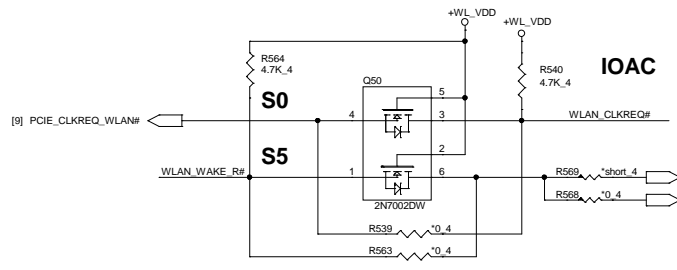 +WL_VDD
+WL_VDD
R564
4.7K_4
R540
4.7K_4
IOAC
Q50
S0
5
[9] PCIE_CLKREQ_WLAN#
4
3
WLAN_CLKREQ#
S5
2
WLAN_WAKE_R#
1
6
R569
*short_4
2N7002DW
R568
*0_4
R539
*0_4
R563
*0_4